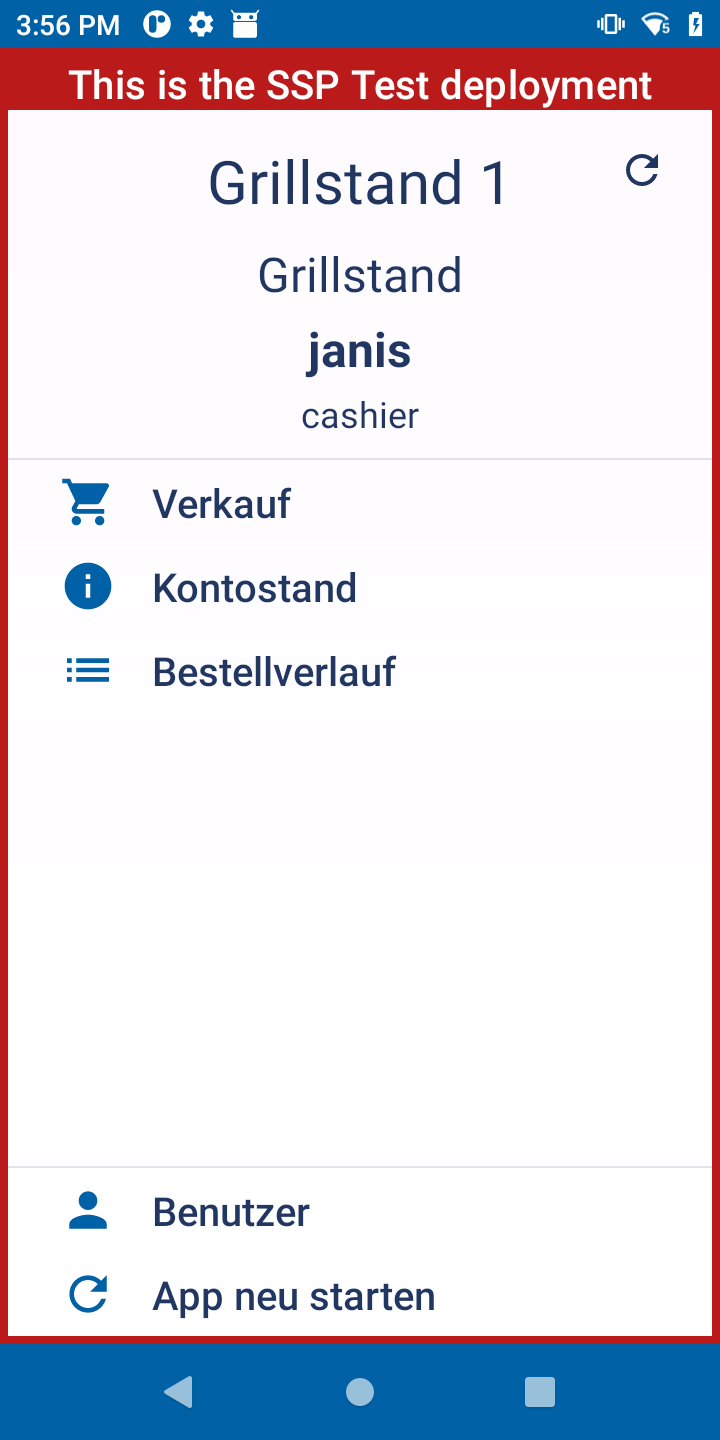 3:56 PM
This is the SSP Test deployment
Grillstand 1
Grillstand
janis
cashier
Verkauf
Kontostand
Bestellverlauf
Benutzer
App neu starten